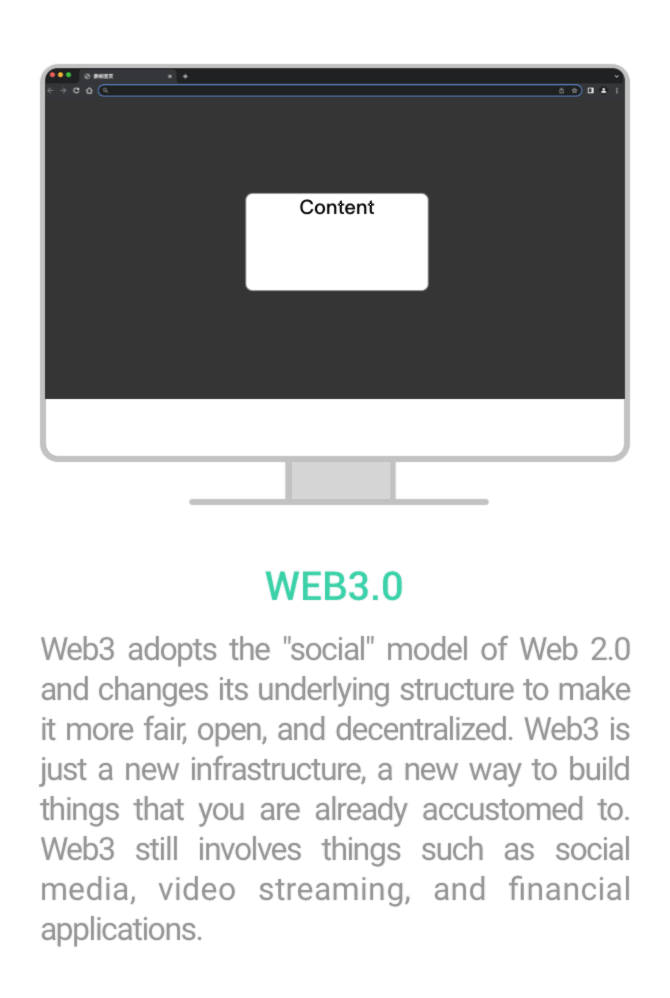 Content
WEB3.0
Web3 adopts the "social" model of Web 2.0
and changes its underlying structure to make
it more fair, open, and decentralized. Web3 is
just a new infrastructure, a new way to build
things that you are already accustomed to.
Web3 still involves things such as social
media, video streaming, and financial
applications.